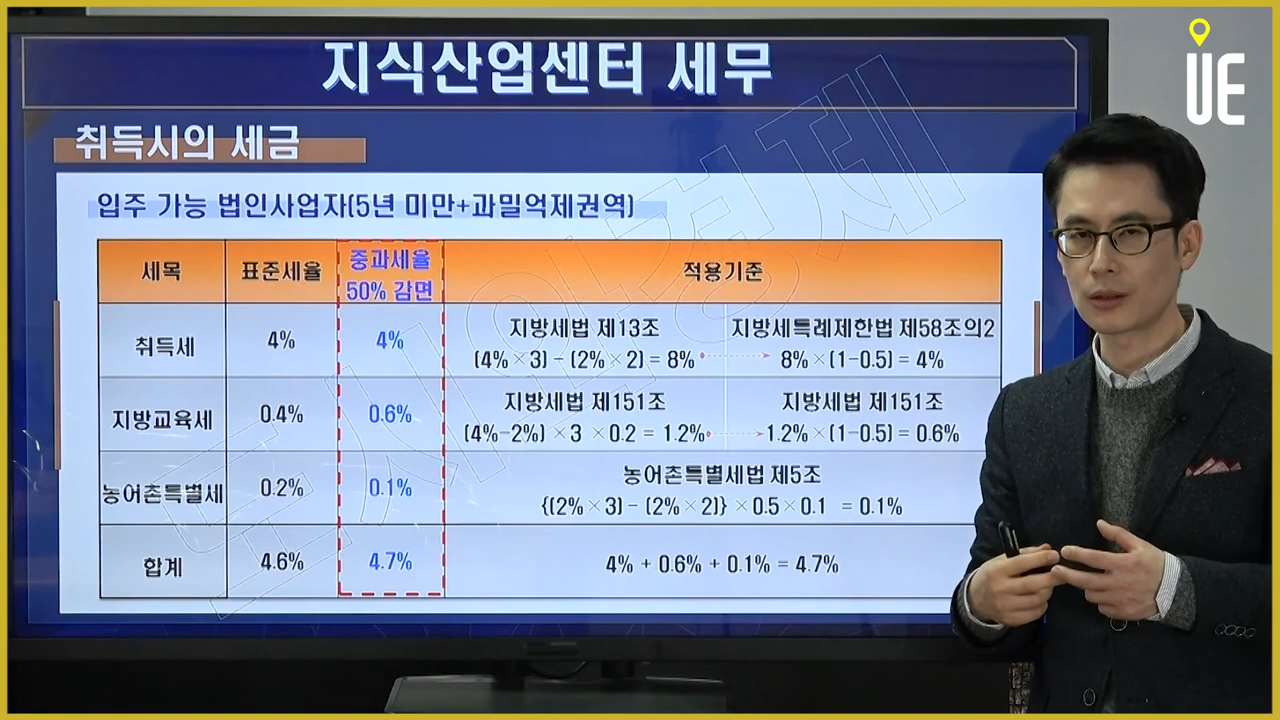 지식산업센터 세무
UE
취득시의 세금
입주 가능 법인사업자(5년 미만+과밀억제권역)
세목 표준세율 중과세율 50% 감면 적용기준
취득세 4% 4% 지방세법 제13조 지방세특례제한법 제58조의2
(4%×3) - (2%×2) = 8% 8%×(1-0.5) = 4%
지방교육세 0.4% 0.6% 지방세법 제151조 지방세법 제151조
(4%-2%) ×3 ×0.2 = 1.2% 1.2%×(1-0.5) = 0.6%
농어촌특별세 0.2% 0.1% 농어촌특별세법 제5조
{(2%×3) - (2%×2)} ×0.5×0.1 = 0.1%
합계 4.6% 4.7% 4% + 0.6% + 0.1% = 4.7%